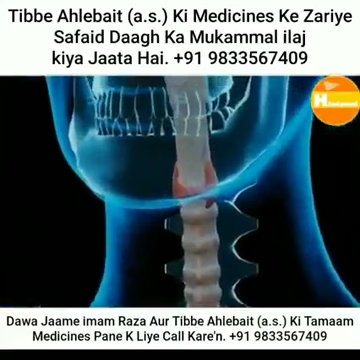 Tibbe Ahlebait (a.s.) Ki Medicines Ke Zariye
Safaid Daagh Ka Mukammal ilaj
kiya Jaata Hai. +91 9833567409
Dawa Jaame imam Raza Aur Tibbe Ahlebait (a.s.) Ki Tamaam
Medicines Pane K Liye Call Kare'n. +91 9833567409